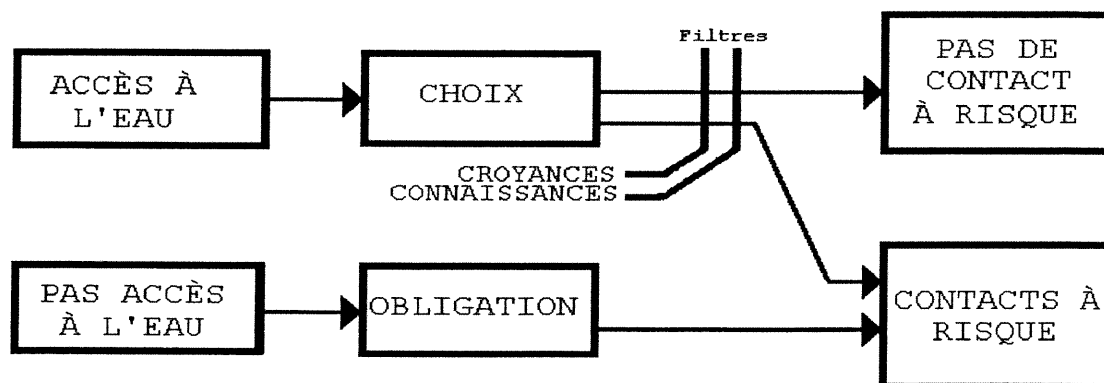 Filtres
ACCÈS À
L'EAU
CHOIX
PAS DE
CONTACT
À RISQUE
CROYANCES
CONNAISSANCES
PAS ACCÈS
À L'EAU
OBLIGATION
CONTACTS À
RISQUE